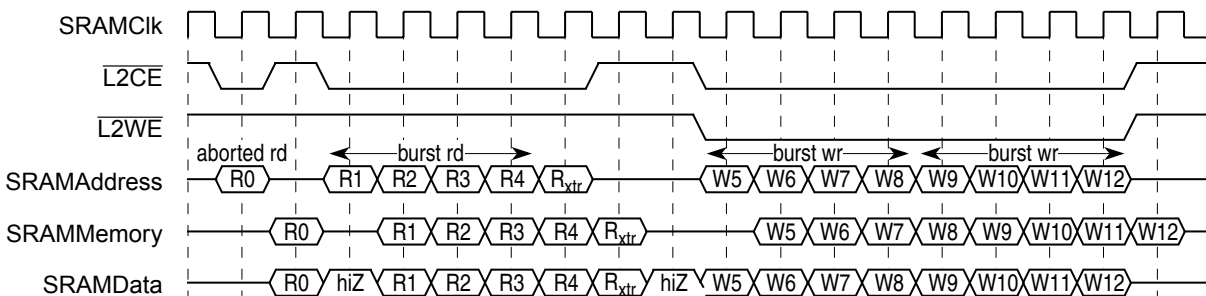 SRAMClk
L2CE
L2WE
aborted rd burst rd burst wr burst wr
SRAMAddress R0 R1 R2 R3 R4 Rxtr W5 W6 W7 W8 W9 W10 W11 W12
SRAMMemory R0 R1 R2 R3 R4 Rxtr W5 W6 W7 W8 W9 W10 W11 W12
SRAMData R0 hiZ R1 R2 R3 R4 Rxtr hiZ W5 W6 W7 W8 W9 W10 W11 W12